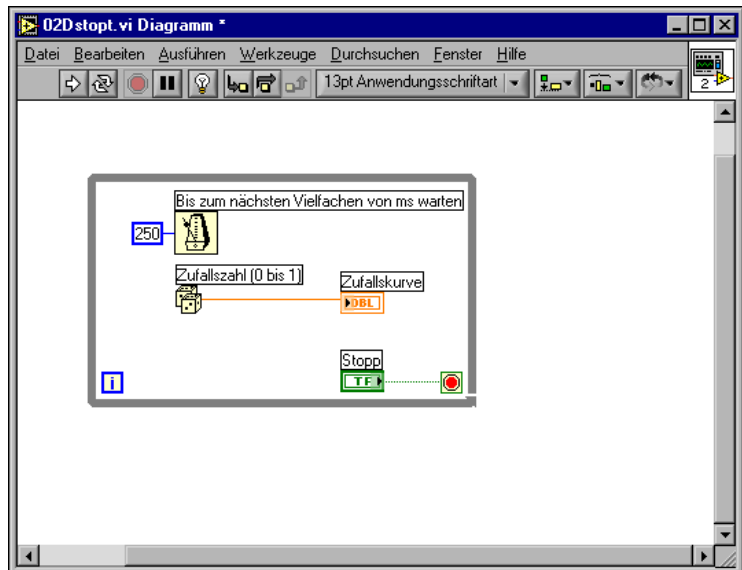 02Dstopt.vi Diagramm *
Datei Bearbeiten Ausführen Werkzeuge Durchsuchen Fenster Hilfe
13pt Anwendungsschriftart
2
Bis zum nächsten Vielfachen von ms warten
250
Zufallszahl (0 bis 1)
Zufallskurve
DBL
Stopp
TF
i